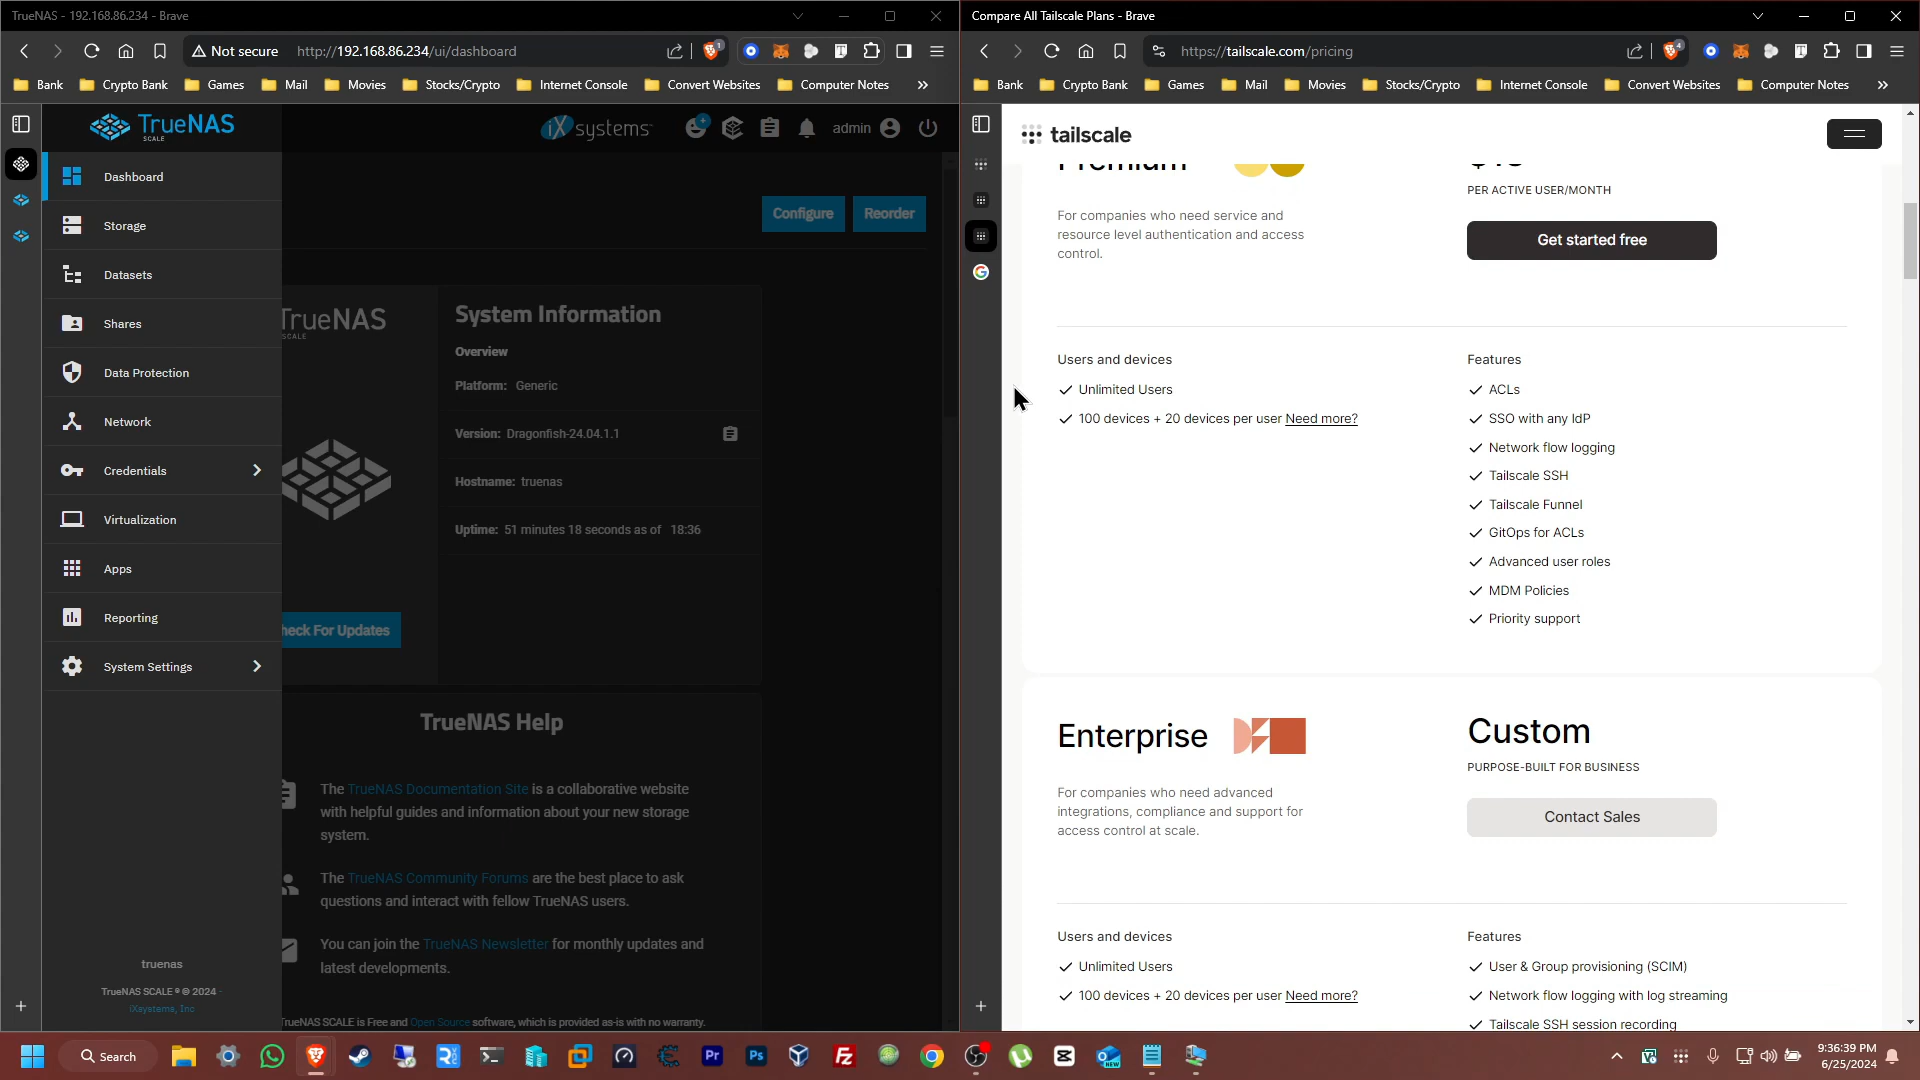 TrueNAS - 192.168.86.234 - Brave
Not secure http://192.168.86.234/ui/dashboard
1
Bank Crypto Bank Games Mail Movies Stocks/Crypto Internet Console Convert Websites Computer Notes »
TrueNAS
SCALE
iXsystems
admin
Dashboard
Storage
Datasets
Shares
Data Protection
Network
Credentials
Virtualization
Apps
Reporting
System Settings
truenas
TrueNAS SCALE ® © 2024 -
iXsystems, Inc
Configure Reorder
TrueNAS
SCALE
heck For Updates
System Information
Overview
Platform: Generic
Version: Dragonfish-24.04.1.1
Hostname: truenas
Uptime: 51 minutes 18 seconds as of 18:36
TrueNAS Help
The TrueNAS Documentation Site is a collaborative website
with helpful guides and information about your new storage
system.
The TrueNAS Community Forums are the best place to ask
questions and interact with fellow TrueNAS users.
You can join the TrueNAS Newsletter for monthly updates and
latest developments.
TrueNAS SCALE is Free and Open Source software, which is provided as-is with no warranty.
Compare All Tailscale Plans - Brave
https://tailscale.com/pricing
4
Bank Crypto Bank Games Mail Movies Stocks/Crypto Internet Console Convert Websites Computer Notes »
tailscale
Premium
PER ACTIVE USER/MONTH
For companies who need service and
resource level authentication and access
control.
Get started free
Users and devices
Unlimited Users
100 devices + 20 devices per user Need more?
Features
ACLs
SSO with any IdP
Network flow logging
Tailscale SSH
Tailscale Funnel
GitOps for ACLs
Advanced user roles
MDM Policies
Priority support
Enterprise
Custom
PURPOSE-BUILT FOR BUSINESS
For companies who need advanced
integrations, compliance and support for
access control at scale.
Contact Sales
Users and devices
Unlimited Users
100 devices + 20 devices per user Need more?
Features
User & Group provisioning (SCIM)
Network flow logging with log streaming
Tailscale SSH session recording
Search
Pr
Ps
9:36:39 PM
6/25/2024